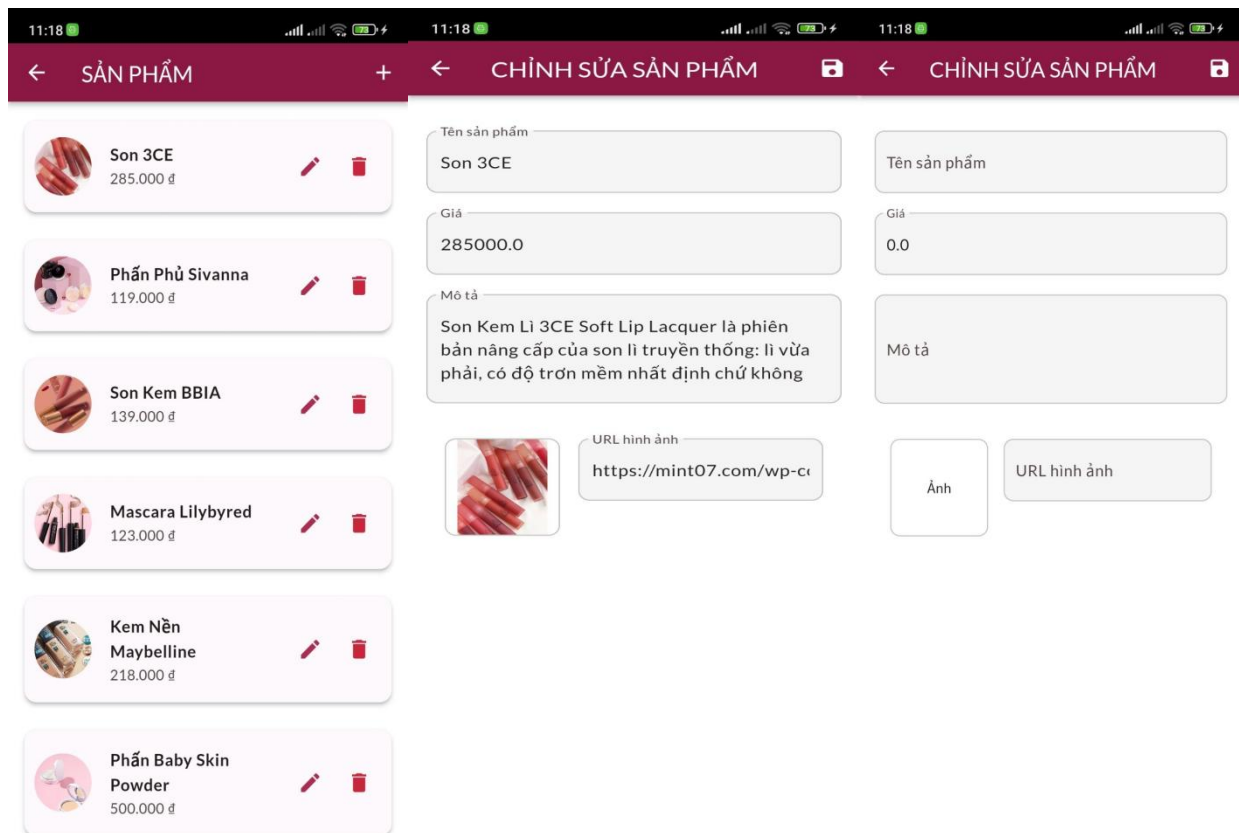 11:18
73
SẢN PHẨM
Son 3CE
285.000 ₫
Phấn Phủ Sivanna
119.000 ₫
Son Kem BBIA
139.000 ₫
Mascara Lilybyred
123.000 ₫
Kem Nền
Maybelline
218.000 ₫
Phấn Baby Skin
Powder
500.000 ₫
11:18
73
CHỈNH SỬA SẢN PHẨM
Tên sản phẩm
Son 3CE
Giá
285000.0
Mô tả
Son Kem Lì 3CE Soft Lip Lacquer là phiên
bản nâng cấp của son lì truyền thống: lì vừa
phải, có độ trơn mềm nhất định chứ không
URL hình ảnh
https://mint07.com/wp-co
11:18
73
CHỈNH SỬA SẢN PHẨM
Tên sản phẩm
Giá
0.0
Mô tả
Ảnh
URL hình ảnh